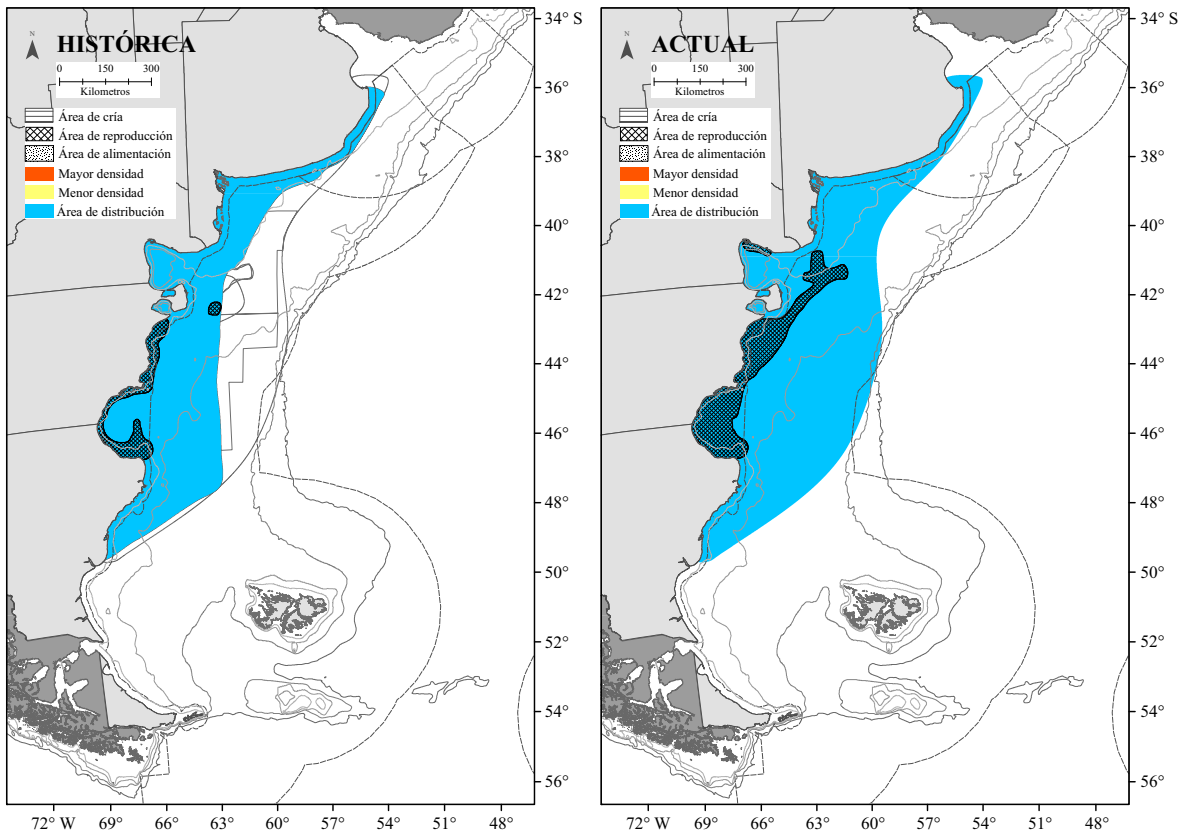 N
HISTÓRICA
0 150 300
Kilometros
Área de cría
Área de reproducción
Área de alimentación
Mayor densidad
Menor densidad
Área de distribución
34° S
36°
38°
40°
42°
44°
46°
48°
50°
52°
54°
56°
72° W 69° 66° 63° 60° 57° 54° 51° 48°
N
ACTUAL
0 150 300
Kilometros
Área de cría
Área de reproducción
Área de alimentación
Mayor densidad
Menor densidad
Área de distribución
34° S
36°
38°
40°
42°
44°
46°
48°
50°
52°
54°
56°
72° W 69° 66° 63° 60° 57° 54° 51° 48°